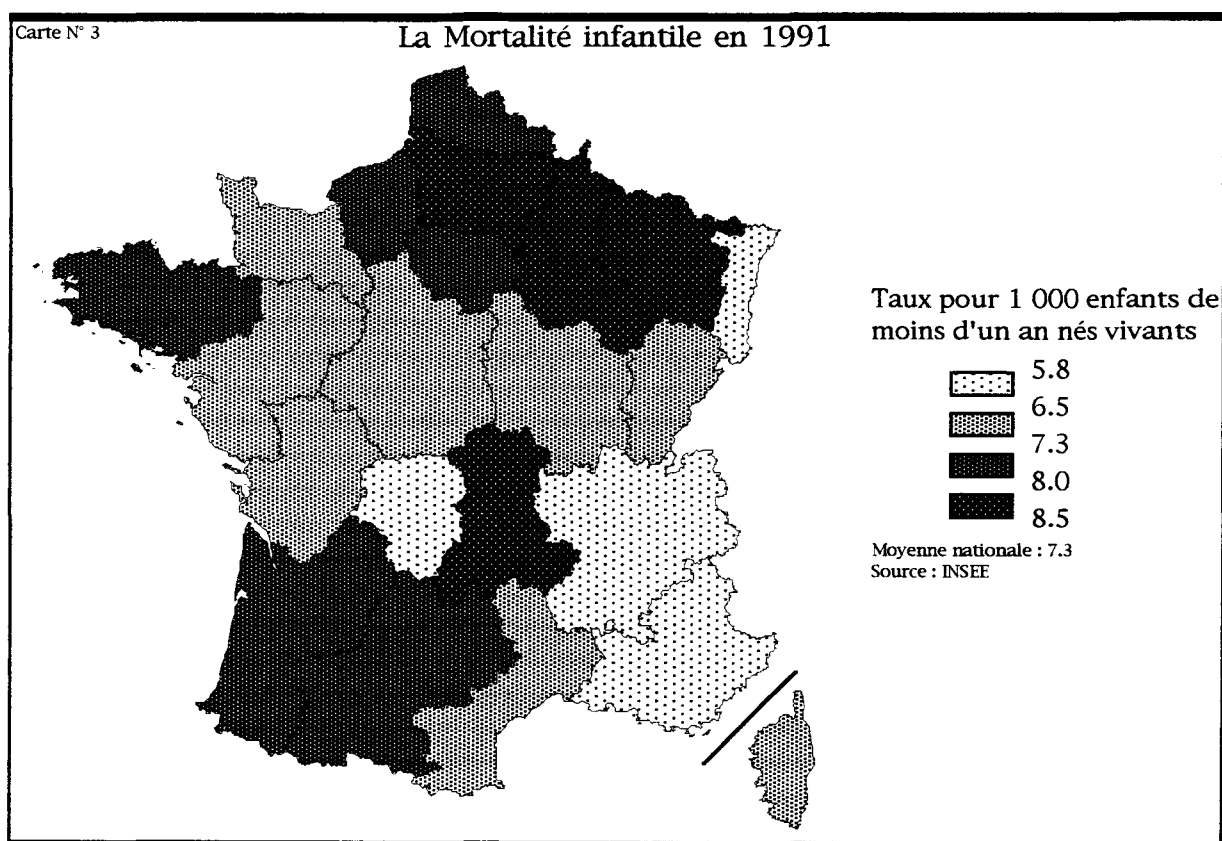 Carte N° 3
La Mortalité infantile en 1991
Taux pour 1 000 enfants de
moins d'un an nés vivants
5.8
6.5
7.3
8.0
8.5
Moyenne nationale : 7.3
Source : INSEE